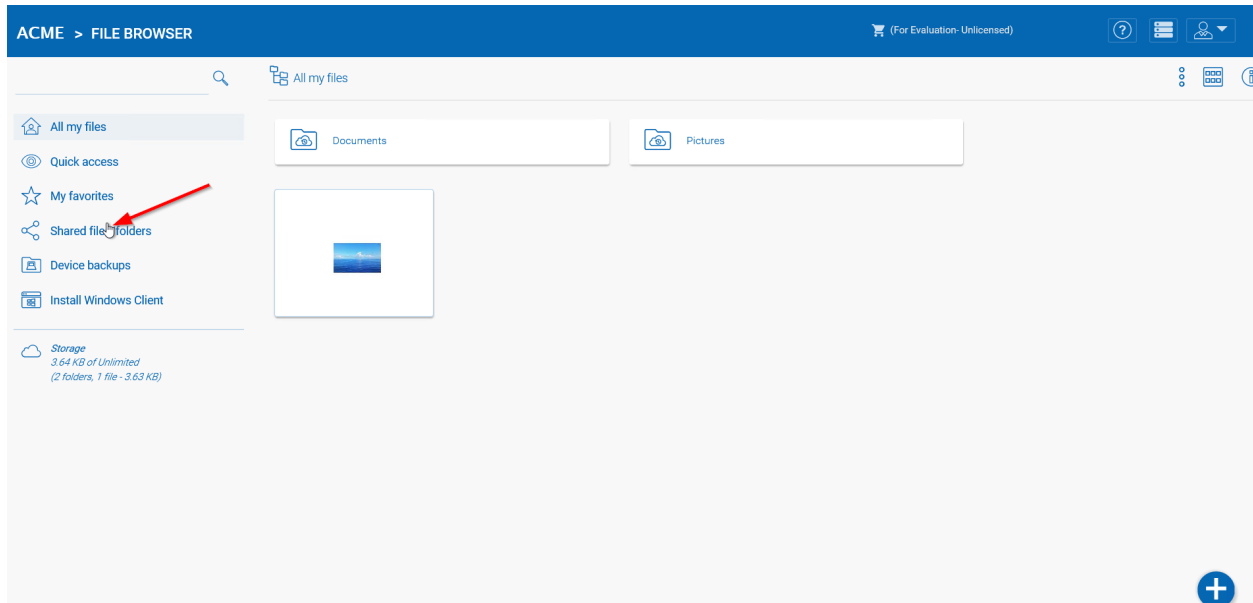 ACME > FILE BROWSER
(For Evaluation- Unlicensed)
?
All my files
All my files
Quick access
My favorites
Shared file folders
Device backups
Install Windows Client
Storage
3.64 KB of Unlimited
(2 folders, 1 file - 3.63 KB)
Documents
Pictures